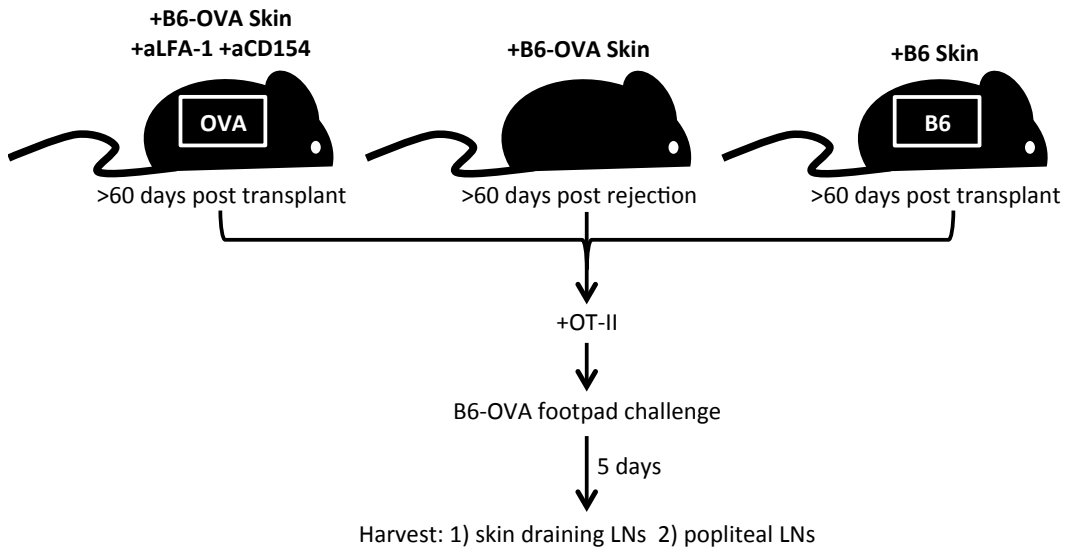 +B6-OVA Skin
+aLFA-1 +aCD154
OVA
>60 days post transplant
+B6-OVA Skin
>60 days post rejection
+B6 Skin
B6
>60 days post transplant
+OT-II
B6-OVA footpad challenge
5 days
Harvest: 1) skin draining LNs 2) popliteal LNs